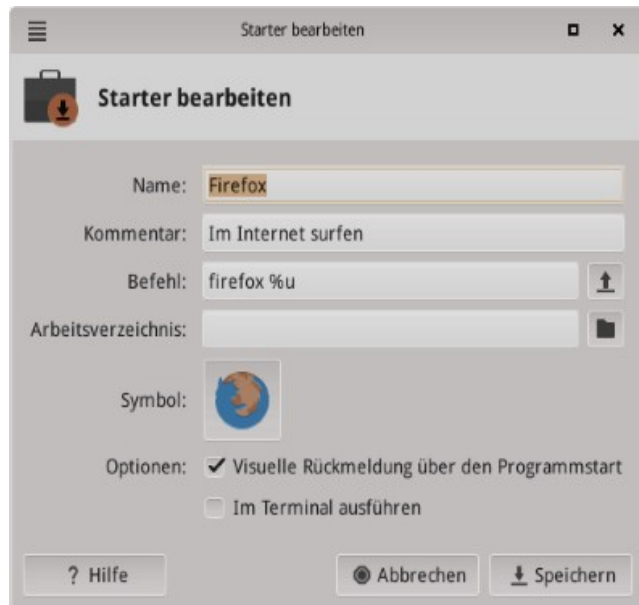 Starter bearbeiten
Starter bearbeiten
Name: Firefox
Kommentar: Im Internet surfen
Befehl: firefox %u
Arbeitsverzeichnis:
Symbol:
Optionen: Visuelle Rückmeldung über den Programmstart
Im Terminal ausführen
? Hilfe Abbrechen Speichern